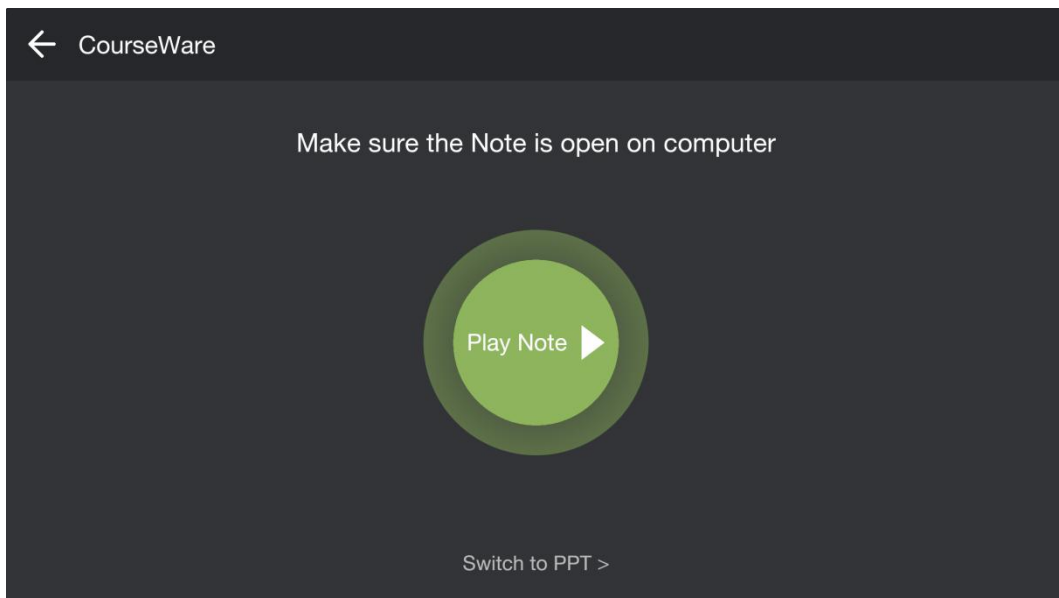 CourseWare
Make sure the Note is open on computer
Play Note
Switch to PPT >